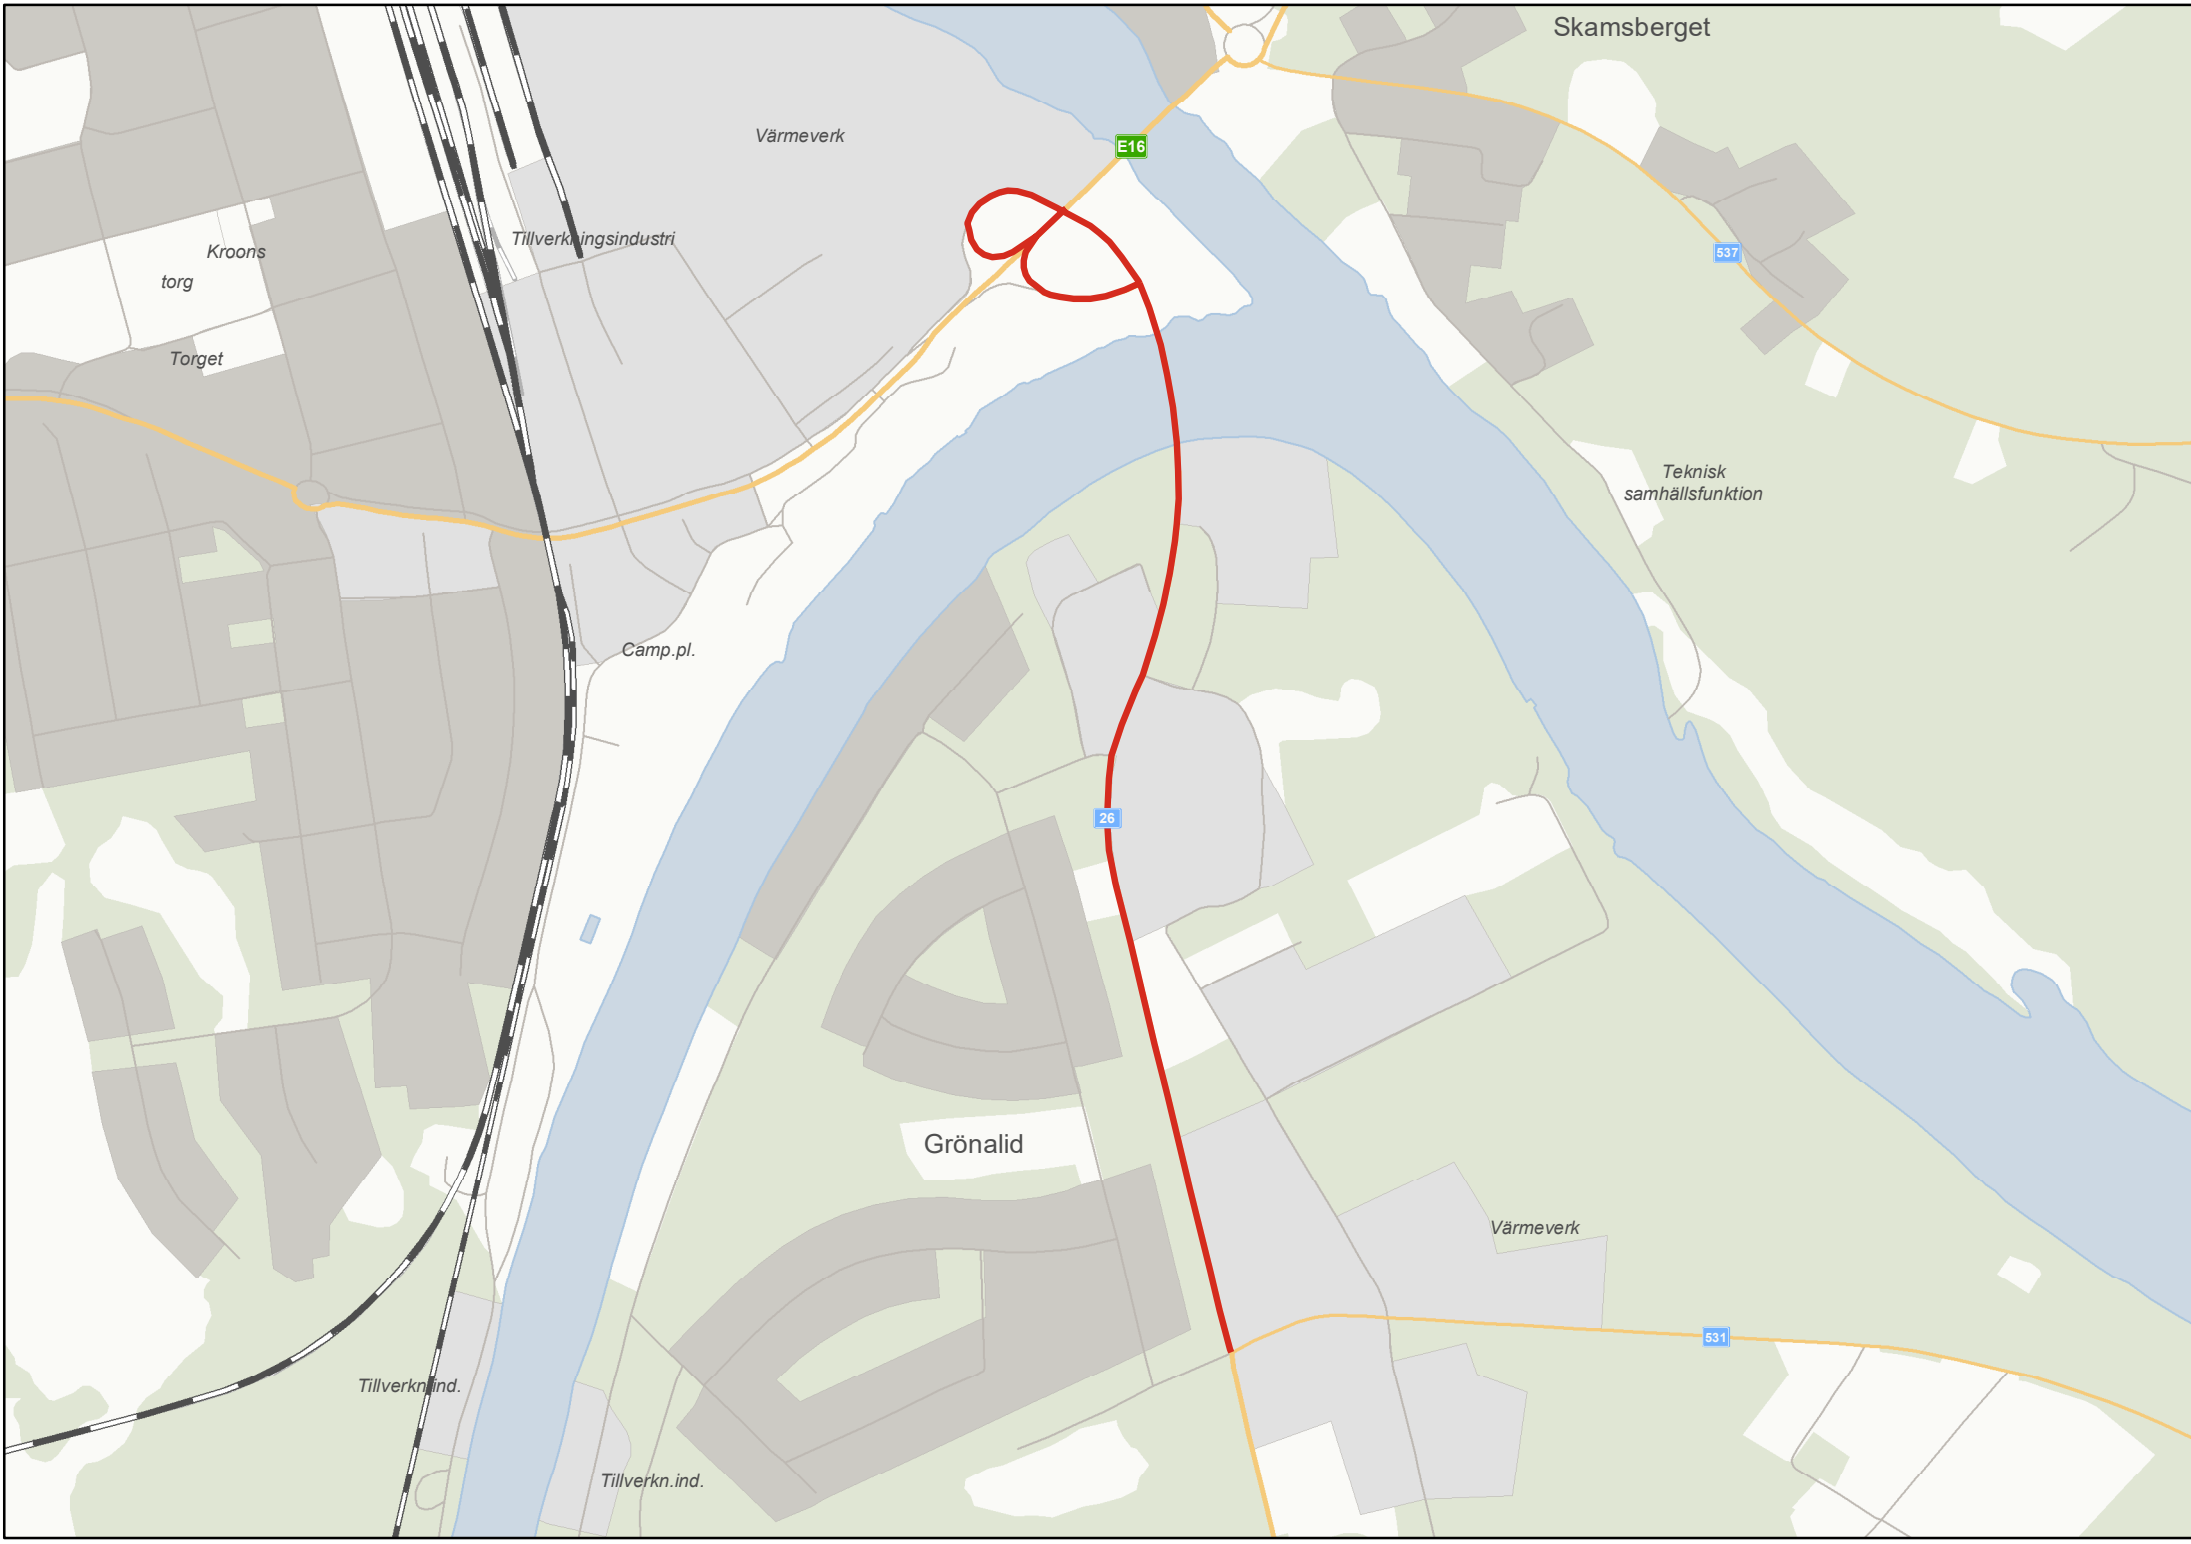 Skamsberget
Värmeverk
E16
Kroons
torg
Tillverkningsindustri
537
Torget
Teknisk
samhällsfunktion
Camp.pl.
26
Grönalid
Värmeverk
531
Tillverkn.ind.
Tillverkn.ind.